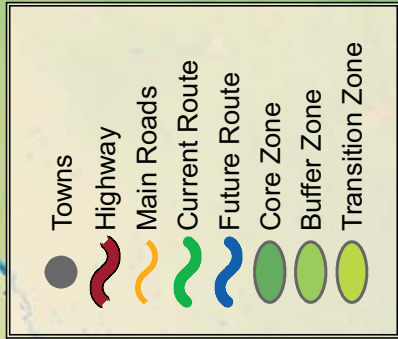 Towns
Highway
Main Roads
Current Route
Future Route
Core Zone
Buffer Zone
Transition Zone